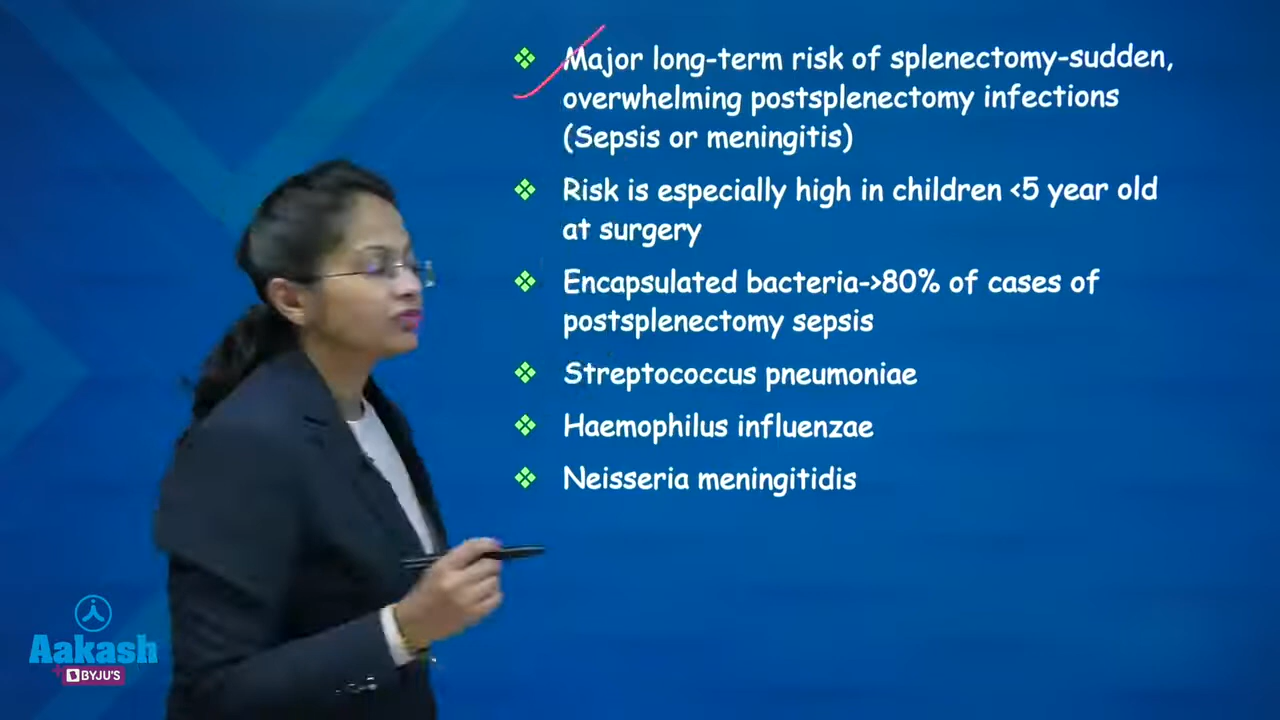 Major long-term risk of splenectomy-sudden,
overwhelming postsplenectomy infections
(Sepsis or meningitis)
Risk is especially high in children <5 year old
at surgery
Encapsulated bacteria->80% of cases of
postsplenectomy sepsis
Streptococcus pneumoniae
Haemophilus influenzae
Neisseria meningitidis
Aakash
BYJU'S